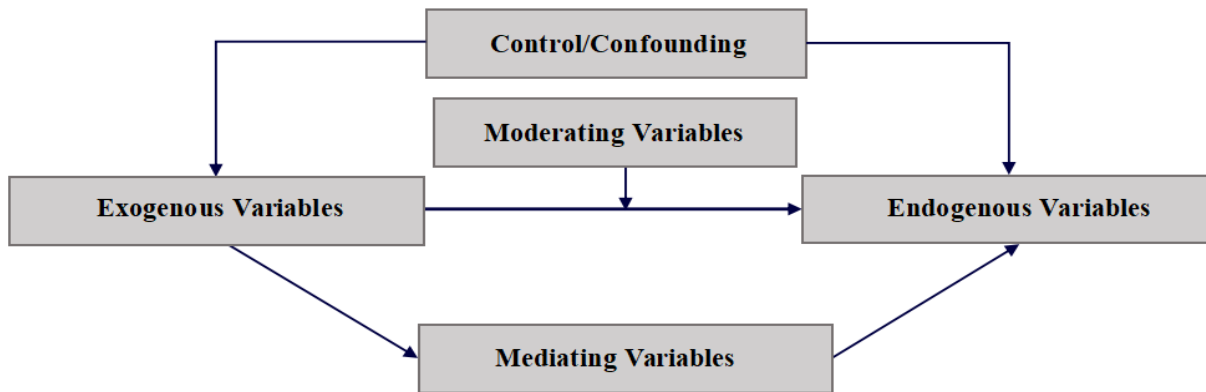 Control/Confounding
Moderating Variables
Exogenous Variables
Endogenous Variables
Mediating Variables